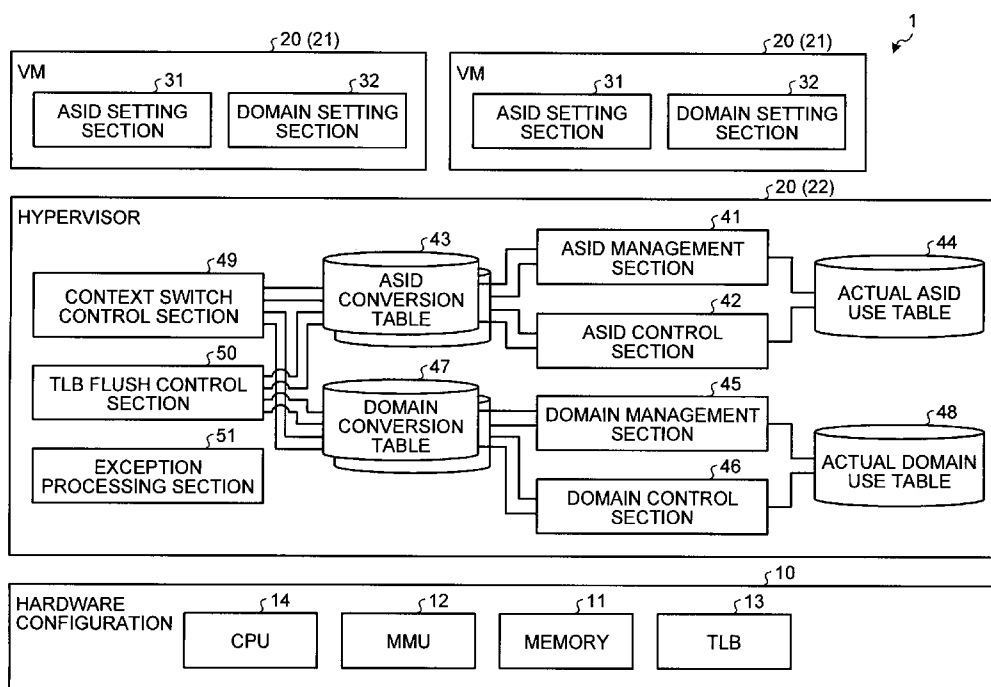 1
20 (21)
VM
31
ASID SETTING
SECTION
32
DOMAIN SETTING
SECTION
20 (21)
VM
31
ASID SETTING
SECTION
32
DOMAIN SETTING
SECTION
20 (22)
HYPERVISOR
49
CONTEXT SWITCH
CONTROL SECTION
50
TLB FLUSH CONTROL
SECTION
51
EXCEPTION
PROCESSING SECTION
43
ASID
CONVERSION
TABLE
47
DOMAIN
CONVERSION
TABLE
41
ASID MANAGEMENT
SECTION
42
ASID CONTROL
SECTION
45
DOMAIN MANAGEMENT
SECTION
46
DOMAIN CONTROL
SECTION
44
ACTUAL ASID
USE TABLE
48
ACTUAL DOMAIN
USE TABLE
10
HARDWARE
CONFIGURATION
14
CPU
12
MMU
11
MEMORY
13
TLB